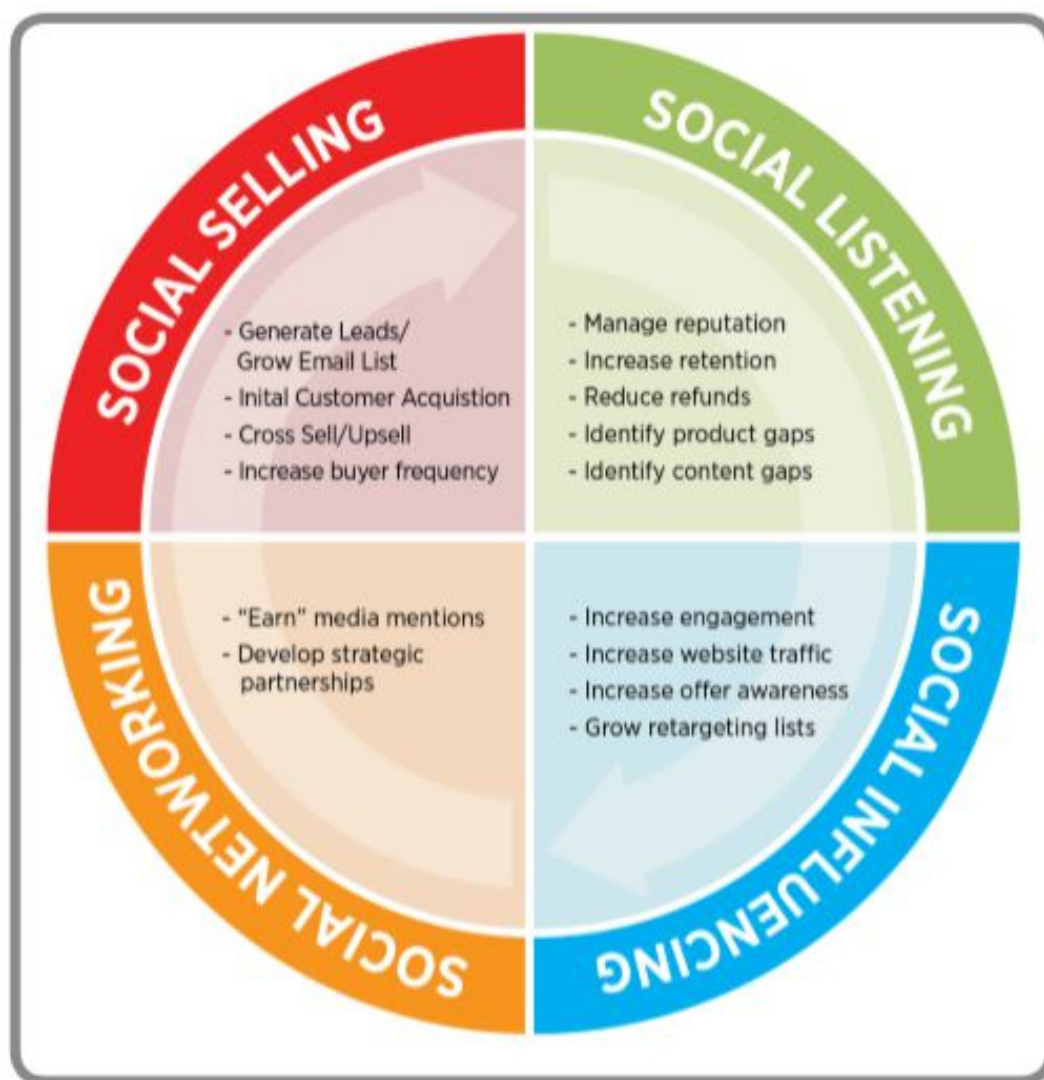 SOCIAL SELLING
- Generate Leads/
Grow Email List
- Inital Customer Acquistion
- Cross Sell/Upsell
- Increase buyer frequency
SOCIAL LISTENING
- Manage reputation
- Increase retention
- Reduce refunds
- Identify product gaps
- Identify content gaps
SOCIAL NETWORKING
- "Earn" media mentions
- Develop strategic
partnerships
SOCIAL INFLUENCING
- Increase engagement
- Increase website traffic
- Increase offer awareness
- Grow retargeting lists